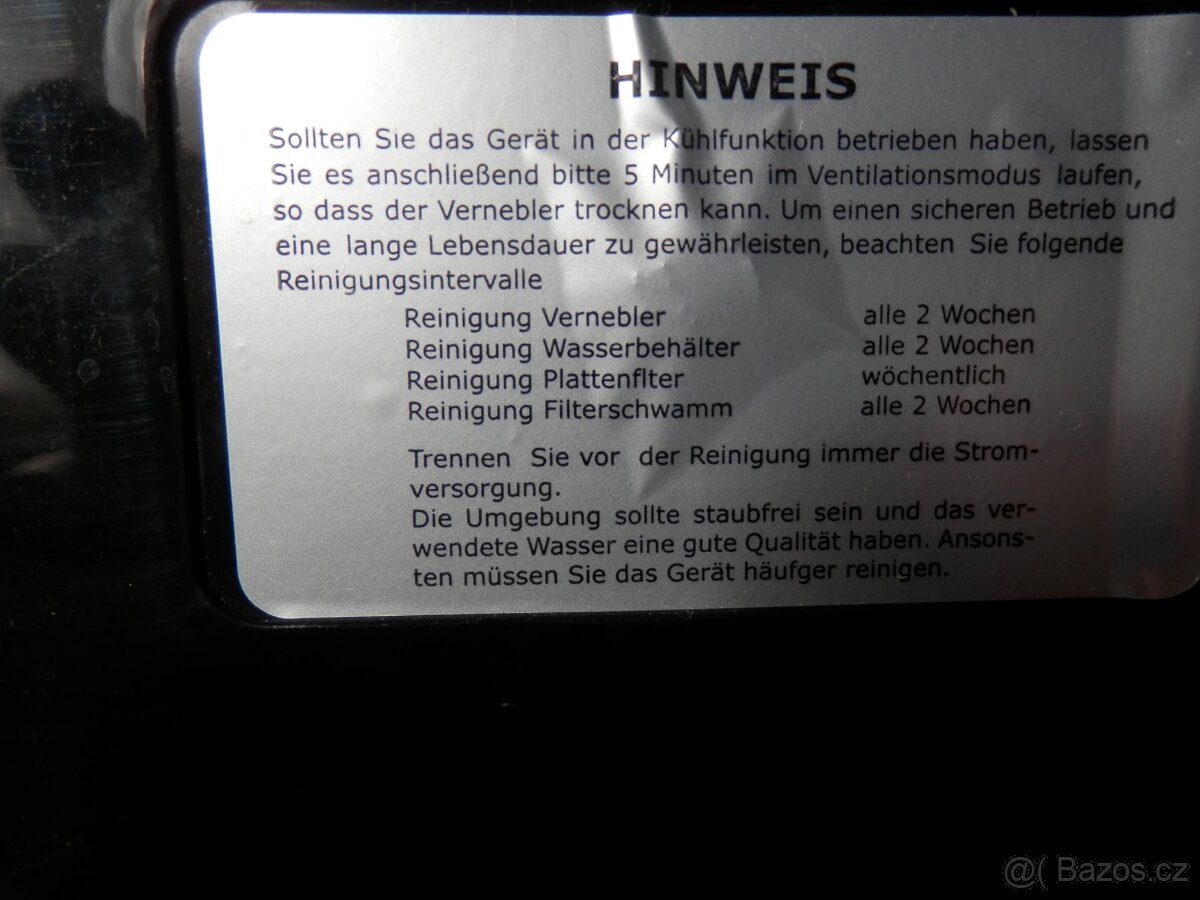 HINWEIS
Sollten Sie das Gerät in der Kühlfunktion betrieben haben, lassen
Sie es anschließend bitte 5 Minuten im Ventilationsmodus laufen,
so dass der Vernebler trocknen kann. Um einen sicheren Betrieb und
eine lange Lebensdauer zu gewährleisten, beachten Sie folgende
Reinigungsintervalle
Reinigung Vernebler alle 2 Wochen
Reinigung Wasserbehälter alle 2 Wochen
Reinigung Plattenflter wöchentlich
Reinigung Filterschwamm alle 2 Wochen
Trennen Sie vor der Reinigung immer die Strom-
versorgung.
Die Umgebung sollte staubfrei sein und das ver-
wendete Wasser eine gute Qualität haben. Ansons-
ten müssen Sie das Gerät häufger reinigen.
@( Bazos.cz